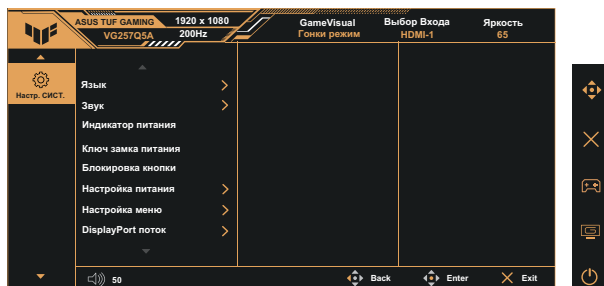 ASUS TUF GAMING 1920 x 1080 GameVisual Выбор Входа Яркость
VG257Q5A 200Hz Гонки режим HDMI-1 65
Настр. СИСТ.
Язык
Звук
Индикатор питания
Ключ замка питания
Блокировка кнопки
Настройка питания
Настройка меню
DisplayPort поток
50 Back Enter Exit